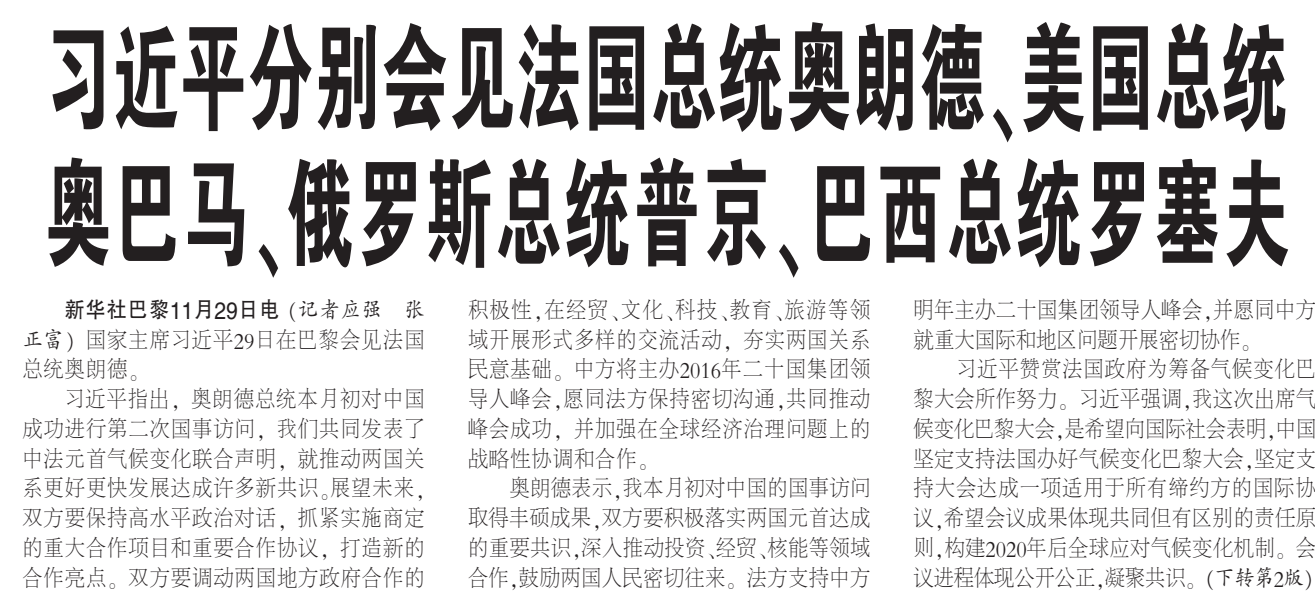 习近平分别会见法国总统奥朗德、美国总统
奥巴马、俄罗斯总统普京、巴西总统罗塞夫
新华社巴黎11月29日电（记者应强　张
正富）国家主席习近平29日在巴黎会见法国
总统奥朗德。
习近平指出，奥朗德总统本月初对中国
成功进行第二次国事访问，我们共同发表了
中法元首气候变化联合声明，就推动两国关
系更好更快发展达成许多新共识。展望未来，
双方要保持高水平政治对话，抓紧实施商定
的重大合作项目和重要合作协议，打造新的
合作亮点。双方要调动两国地方政府合作的
积极性，在经贸、文化、科技、教育、旅游等领
域开展形式多样的交流活动，夯实两国关系
民意基础。中方将主办2016年二十国集团领
导人峰会，愿同法方保持密切沟通，共同推动
峰会成功，并加强在全球经济治理问题上的
战略性协调和合作。
奥朗德表示，我本月初对中国的国事访问
取得丰硕成果，双方要积极落实两国元首达成
的重要共识，深入推动投资、经贸、核能等领域
合作，鼓励两国人民密切往来。法方支持中方
明年主办二十国集团领导人峰会，并愿同中方
就重大国际和地区问题开展密切协作。
习近平赞赏法国政府为筹备气候变化巴
黎大会所作努力。习近平强调，我这次出席气
候变化巴黎大会，是希望向国际社会表明，中国
坚定支持法国办好气候变化巴黎大会，坚定支
持大会达成一项适用于所有缔约方的国际协
议，希望会议成果体现共同但有区别的责任原
则，构建2020年后全球应对气候变化机制。会
议进程体现公开公正，凝聚共识。（下转第2版）